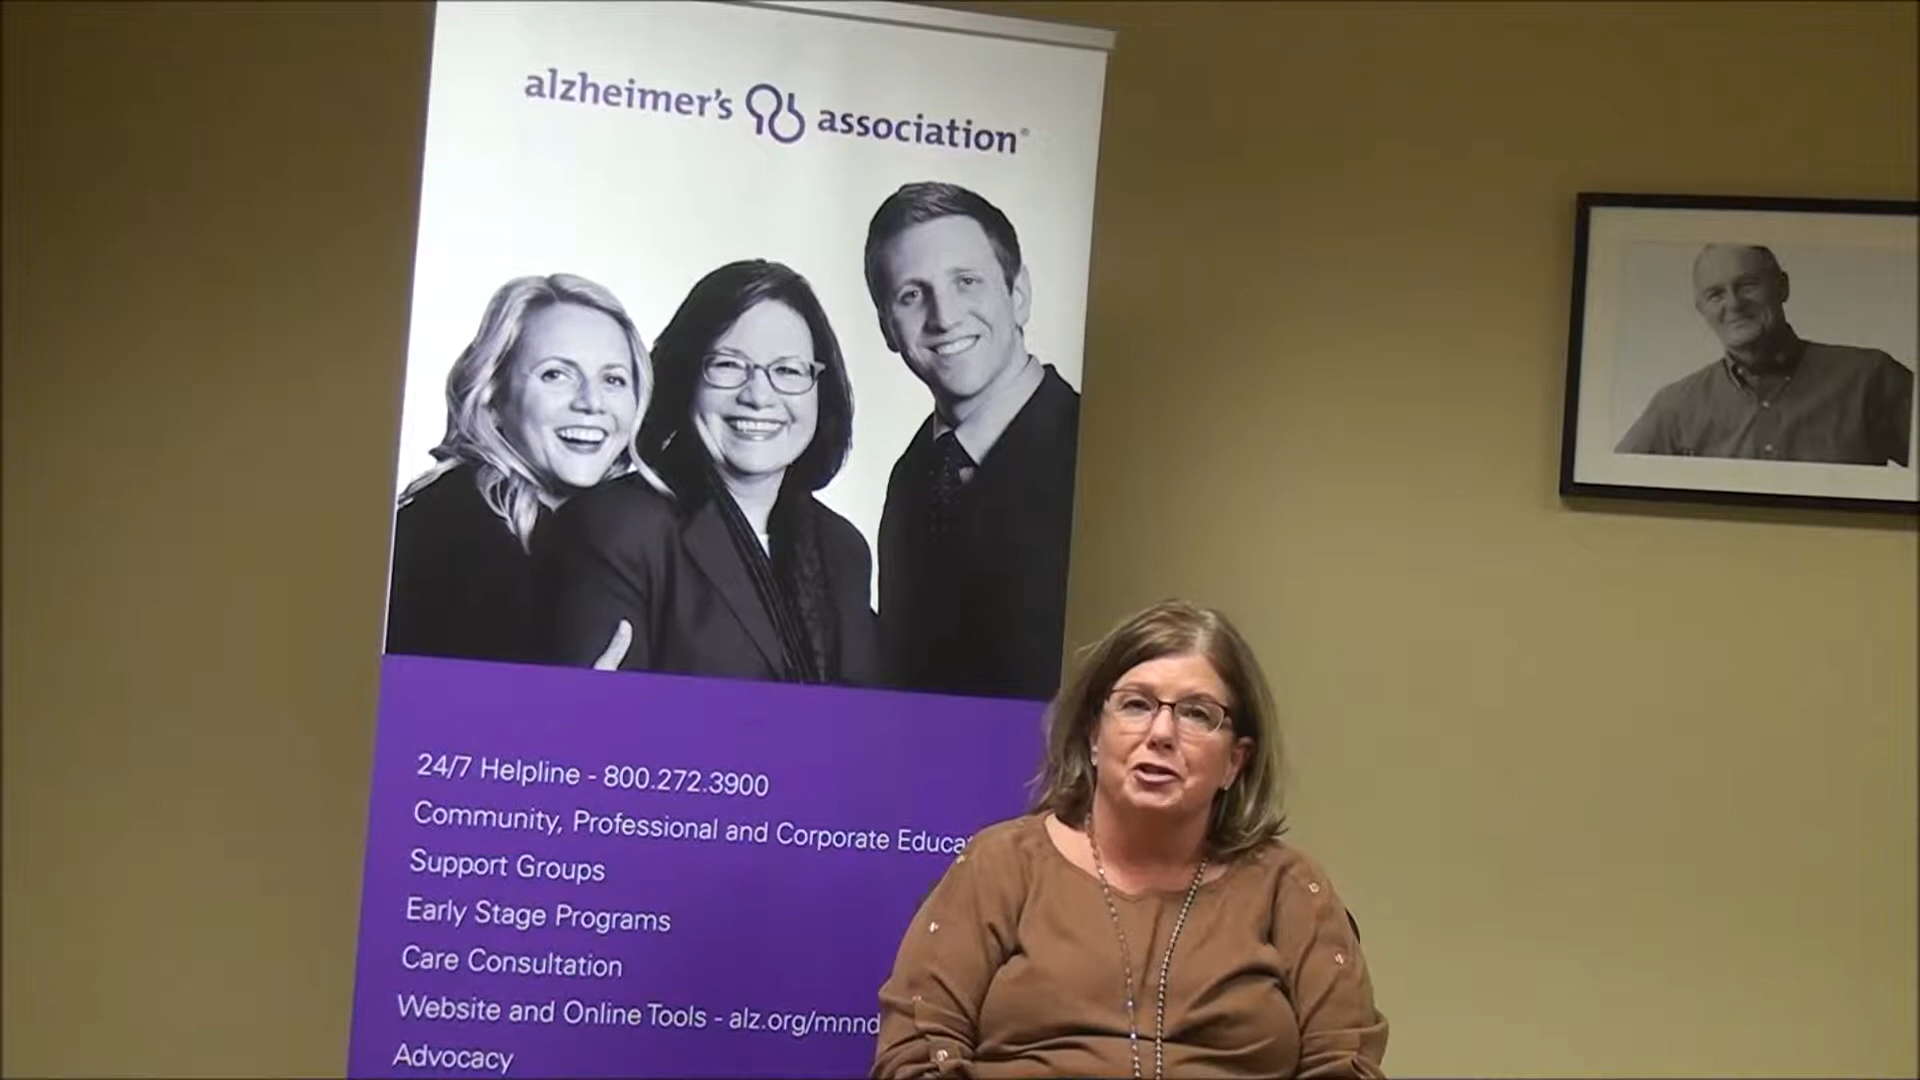 alzheimer's association®
24/7 Helpline - 800.272.3900
Community, Professional and Corporate
Support Groups
Early Stage Programs
Care Consultation
Website and Online Tools - alz.org/mnnd
Advocacy